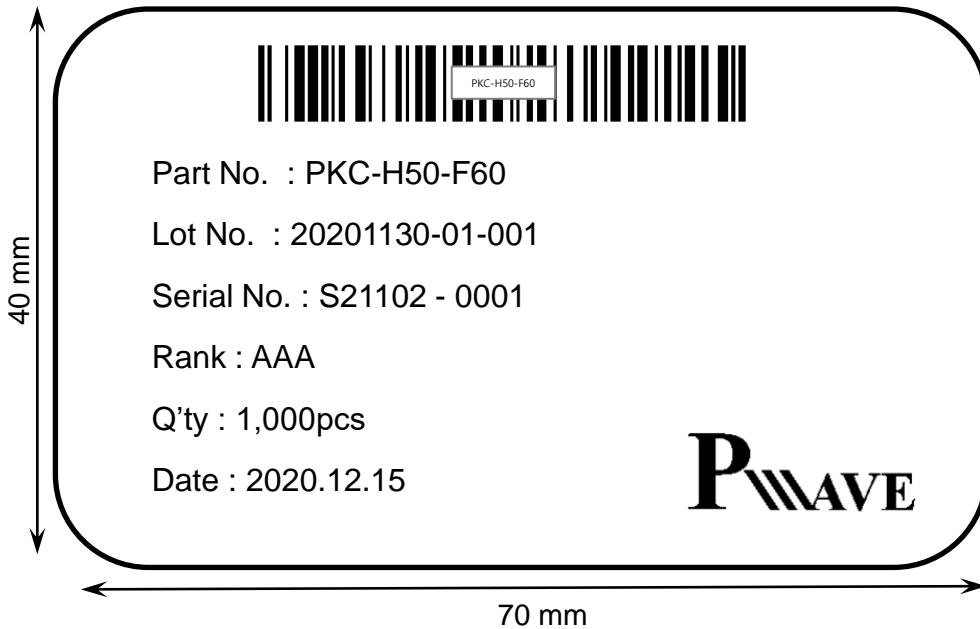 PKC-H50-F60
Part No. : PKC-H50-F60
Lot No. : 20201130-01-001
Serial No. : S21102 - 0001
Rank : AAA
Q’ty : 1,000pcs
Date : 2020.12.15
PWAVE
40 mm
70 mm